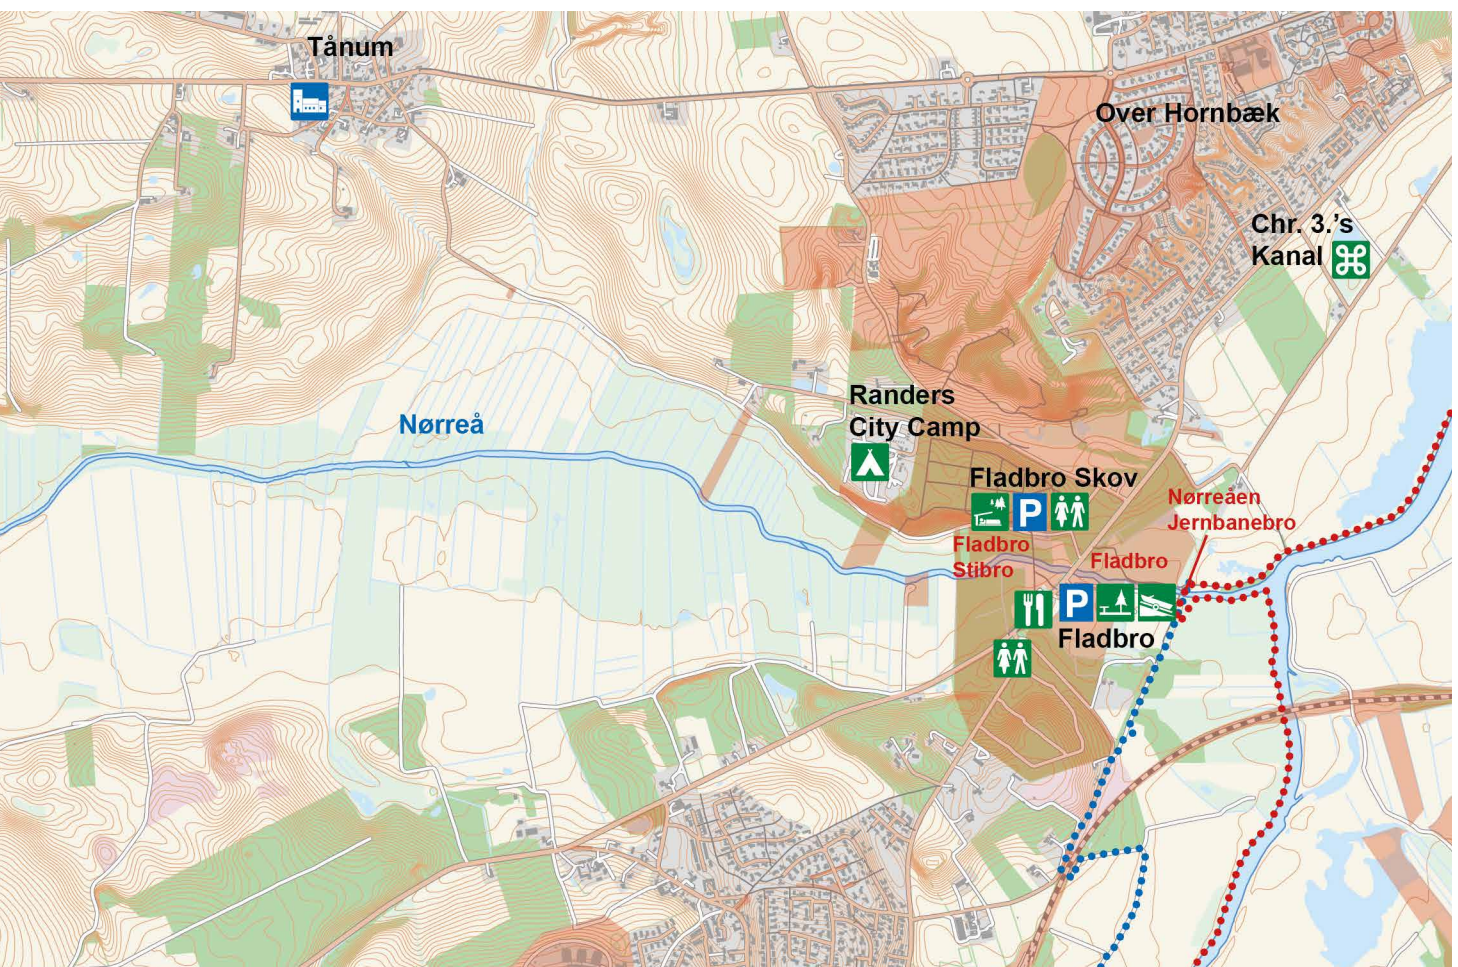 Tånum
Over Hornbæk
Chr. 3.'s
Kanal
Randers
City Camp
Nørreå
Fladbro Skov
P
Nørreåen
Jernbanebro
Fladbro
Stibro
Fladbro
P
Fladbro